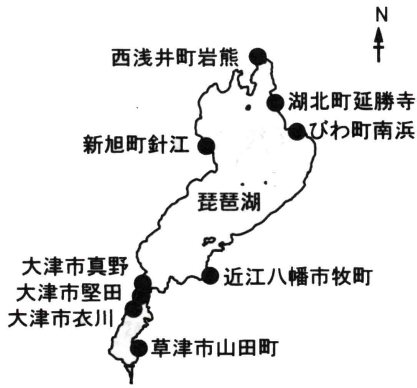 N
西浅井町岩熊
湖北町延勝寺
びわ町南浜
新旭町針江
琵琶湖
大津市真野
近江八幡市牧町
大津市堅田
大津市衣川
草津市山田町